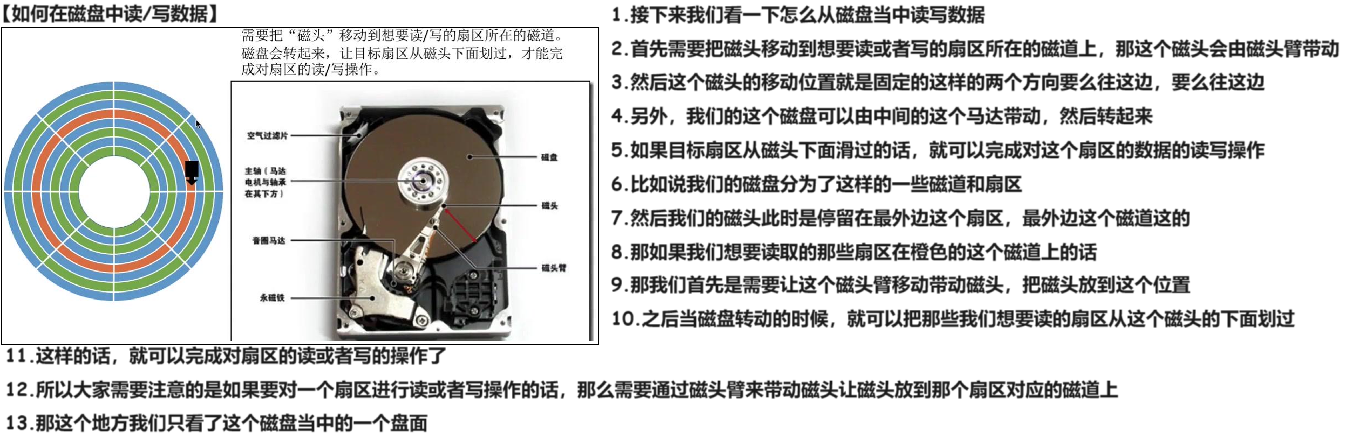 【如何在磁盘中读/写数据】
需要把“磁头”移动到想要读/写的扇区所在的磁道。
磁盘会转起来，让目标扇区从磁头下面划过，才能完
成对扇区的读/写操作。
空气过滤片
主轴（马达
电机与轴承
在其下方）
音圈马达
永磁铁
磁盘
磁头
磁头臂
1.接下来我们看一下怎么从磁盘当中读写数据
2.首先需要把磁头移动到想要读或者写的扇区所在的磁道上，那这个磁头会由磁头臂带动
3.然后这个磁头的移动位置就是固定的这样的两个方向要么往这边，要么往这边
4.另外，我们的这个磁盘可以由中间的这个马达带动，然后转起来
5.如果目标扇区从磁头下面滑过的话，就可以完成对这个扇区的数据的读写操作
6.比如说我们的磁盘分为了这样的一些磁道和扇区
7.然后我们的磁头此时是停留在最外边这个扇区，最外边这个磁道这的
8.那如果我们想要读取的那些扇区在橙色的这个磁道上的话
9.那我们首先是需要让这个磁头臂移动带动磁头，把磁头放到这个位置
10.之后当磁盘转动的时候，就可以把那些我们想要读的扇区从这个磁头的下面划过
11.这样的话，就可以完成对扇区的读或者写的操作了
12.所以大家需要注意的是如果要对一个扇区进行读或者写操作的话，那么需要通过磁头臂来带动磁头让磁头放到那个扇区对应的磁道上
13.那这个地方我们只看了这个磁盘当中的一个盘面